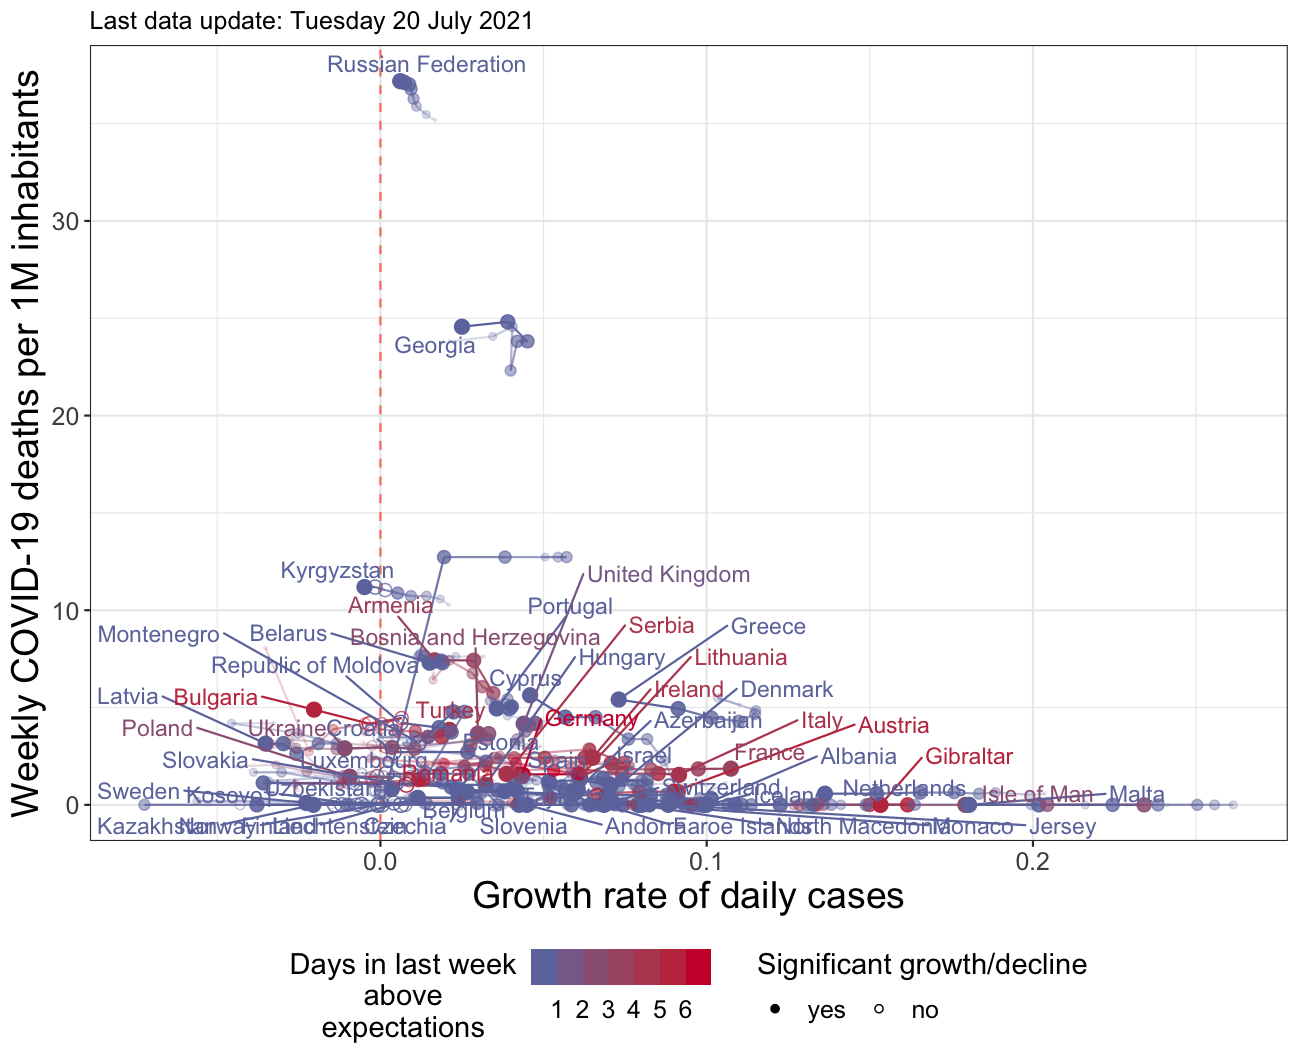 Last data update: Tuesday 20 July 2021
Weekly COVID-19 deaths per 1M inhabitants
Russian Federation
30
Georgia
20
Kyrgyzstan
United Kingdom
10
Armenia
Portugal
Montenegro
Belarus
Bosnia and Herzegovina
Serbia
Greece
Republic of Moldova
Hungary
Lithuania
Cyprus
Latvia
Bulgaria
Ireland
Denmark
Turkey
Germany
Azerbaijan
Italy
Austria
Poland
Ukraine
Croatia
Estonia
Slovakia
Luxembourg
Spain
Israel
France
Albania
Gibraltar
Romania
Sweden
Kosovo
Uzbekistan
Switzerland
Iceland
Netherlands
Isle of Man
Malta
0
Belgium
Kazakhstan
Norway
Finland
Liechtenstein
Czechia
Slovenia
Andorra
Faroe Islands
North Macedonia
Monaco
Jersey
0.0
0.1
0.2
Growth rate of daily cases
Days in last week
above
expectations
1 2 3 4 5 6
Significant growth/decline
yes
no